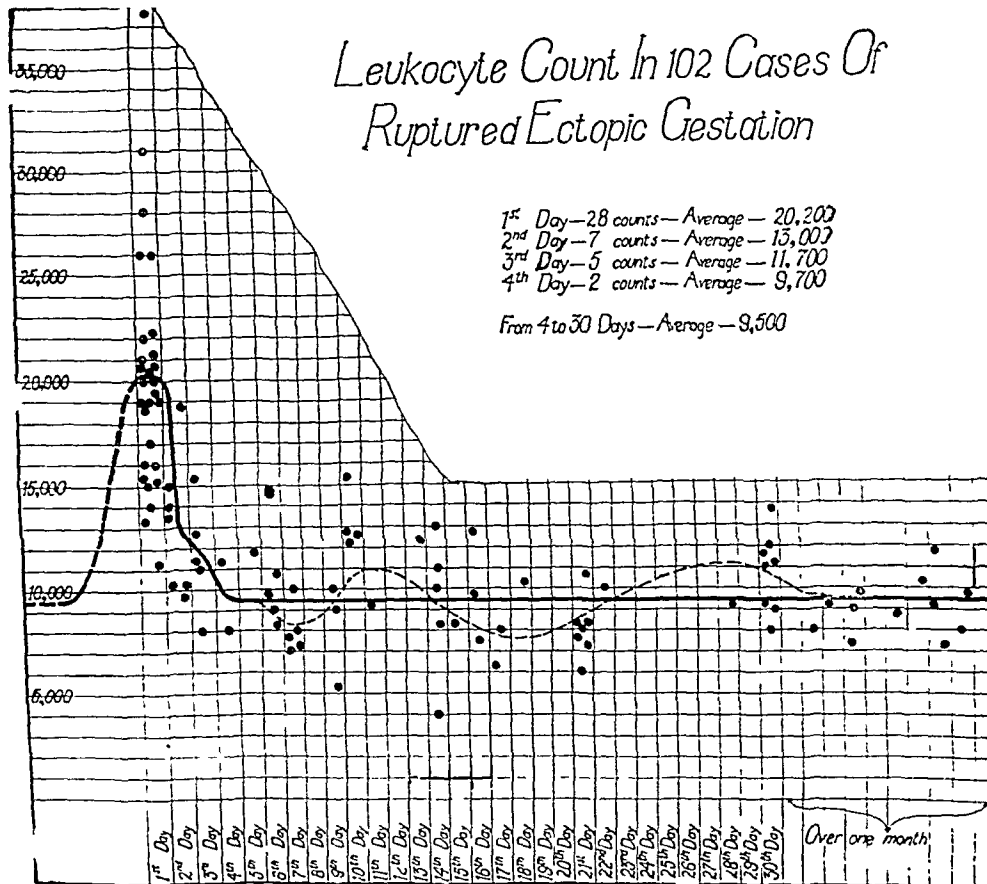 Leukocyte Count In 102 Cases Of
Ruptured Ectopic Gestation
1st Day—28 counts—Average—20,200
2nd Day—7 counts—Average—13,000
3rd Day—5 counts—Average—11,700
4th Day—2 counts—Average—9,700
From 4 to 30 Days—Average—9,500
35,000
30,000
25,000
20,000
15,000
10,000
5,000
1st Day
2nd Day
3rd Day
4th Day
5th Day
6th Day
7th Day
8th Day
9th Day
10th Day
11th Day
12th Day
13th Day
14th Day
15th Day
16th Day
17th Day
18th Day
19th Day
20th Day
21st Day
22nd Day
23rd Day
24th Day
25th Day
26th Day
27th Day
28th Day
29th Day
30th Day
Over one month